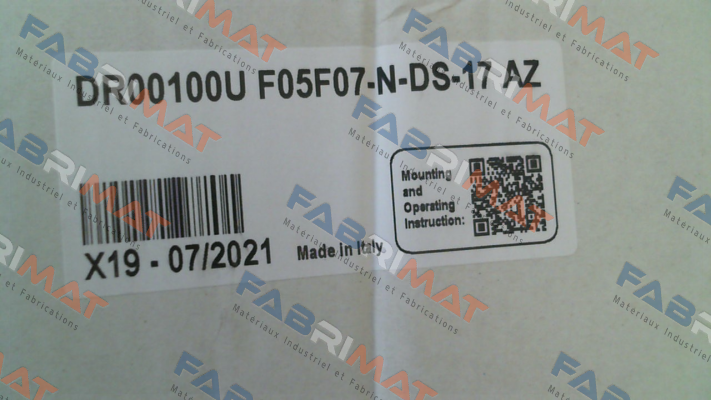 DR00100U F05F07-N-DS-17 AZ
Mounting
and
Operating
Instruction:
X19 - 07/2021
Made in Italy
FABRIMAT
Matériaux Industriel et Fabrications